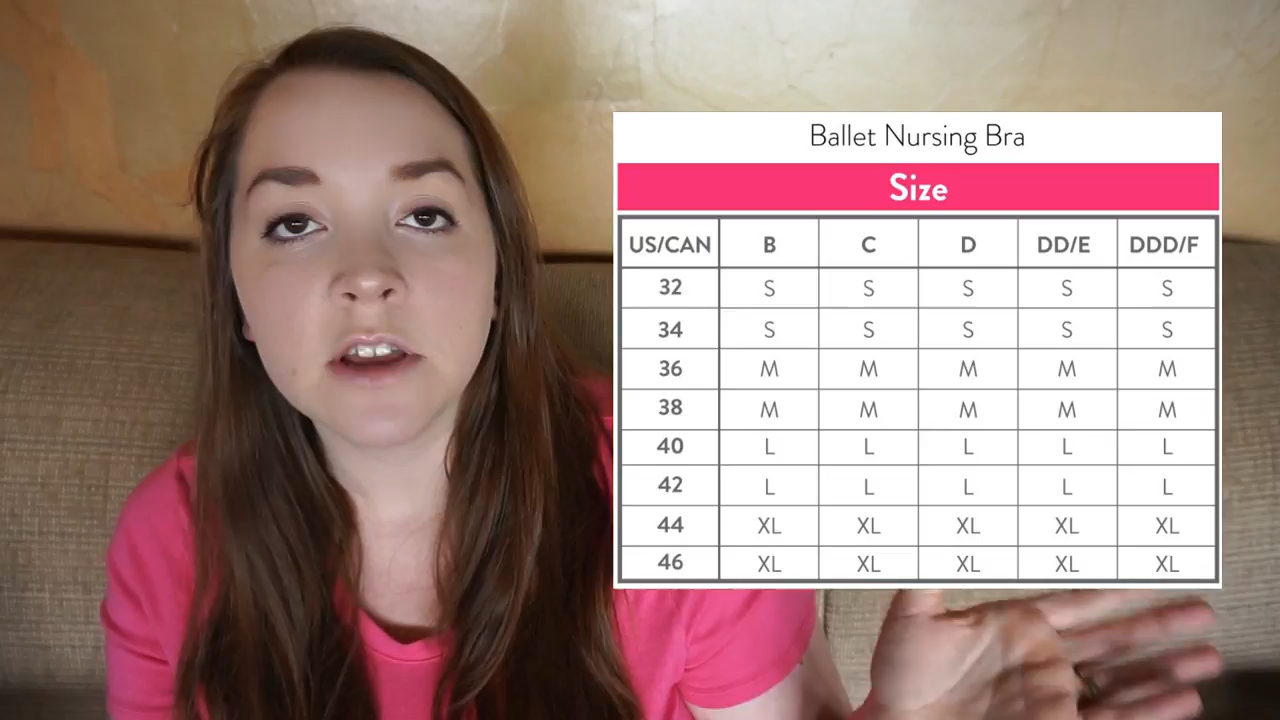 Ballet Nursing Bra
Size
US/CAN B C D DD/E DDD/F
32 S S S S S
34 S S S S S
36 M M M M M
38 M M M M M
40 L L L L L
42 L L L L L
44 XL XL XL XL XL
46 XL XL XL XL XL